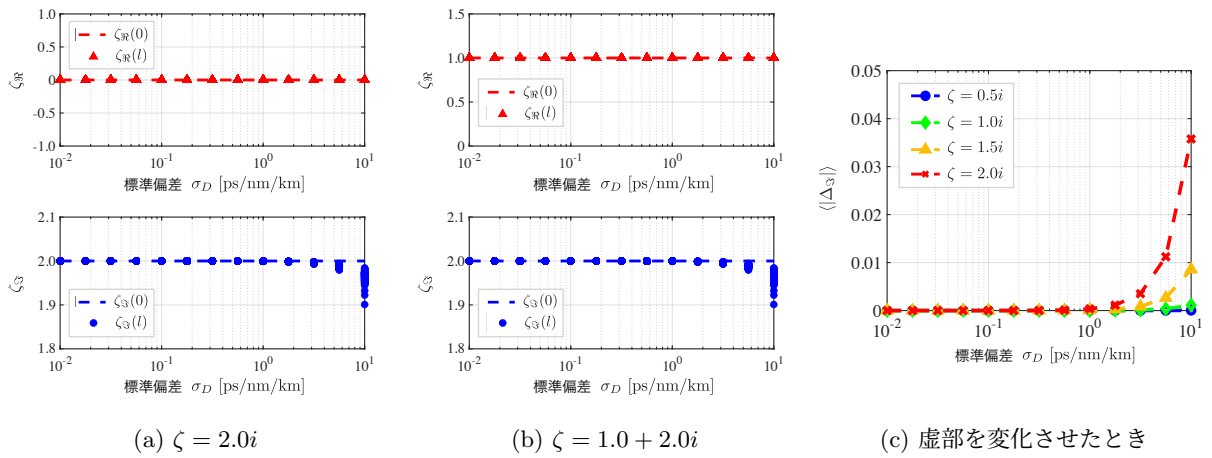 1.0
0.5
0
-0.5
-1.0
ζℜ
ζℜ(0)
ζℜ(l)
10^-2 10^-1 10^0 10^1
標準偏差 σ_D [ps/nm/km]
2.1
2.0
1.9
1.8
ζℑ
ζℑ(0)
ζℑ(l)
10^-2 10^-1 10^0 10^1
標準偏差 σ_D [ps/nm/km]
(a) ζ = 2.0i
1.5
1.0
0.5
0
ζℜ
ζℜ(0)
ζℜ(l)
10^-2 10^-1 10^0 10^1
標準偏差 σ_D [ps/nm/km]
2.1
2.0
1.9
1.8
ζℑ
ζℑ(0)
ζℑ(l)
10^-2 10^-1 10^0 10^1
標準偏差 σ_D [ps/nm/km]
(b) ζ = 1.0 + 2.0i
0.05
0.04
0.03
0.02
0.01
0
⟨|Δℑ|⟩
ζ = 0.5i
ζ = 1.0i
ζ = 1.5i
ζ = 2.0i
10^-2 10^-1 10^0 10^1
標準偏差 σ_D [ps/nm/km]
(c) 虚部を変化させたとき